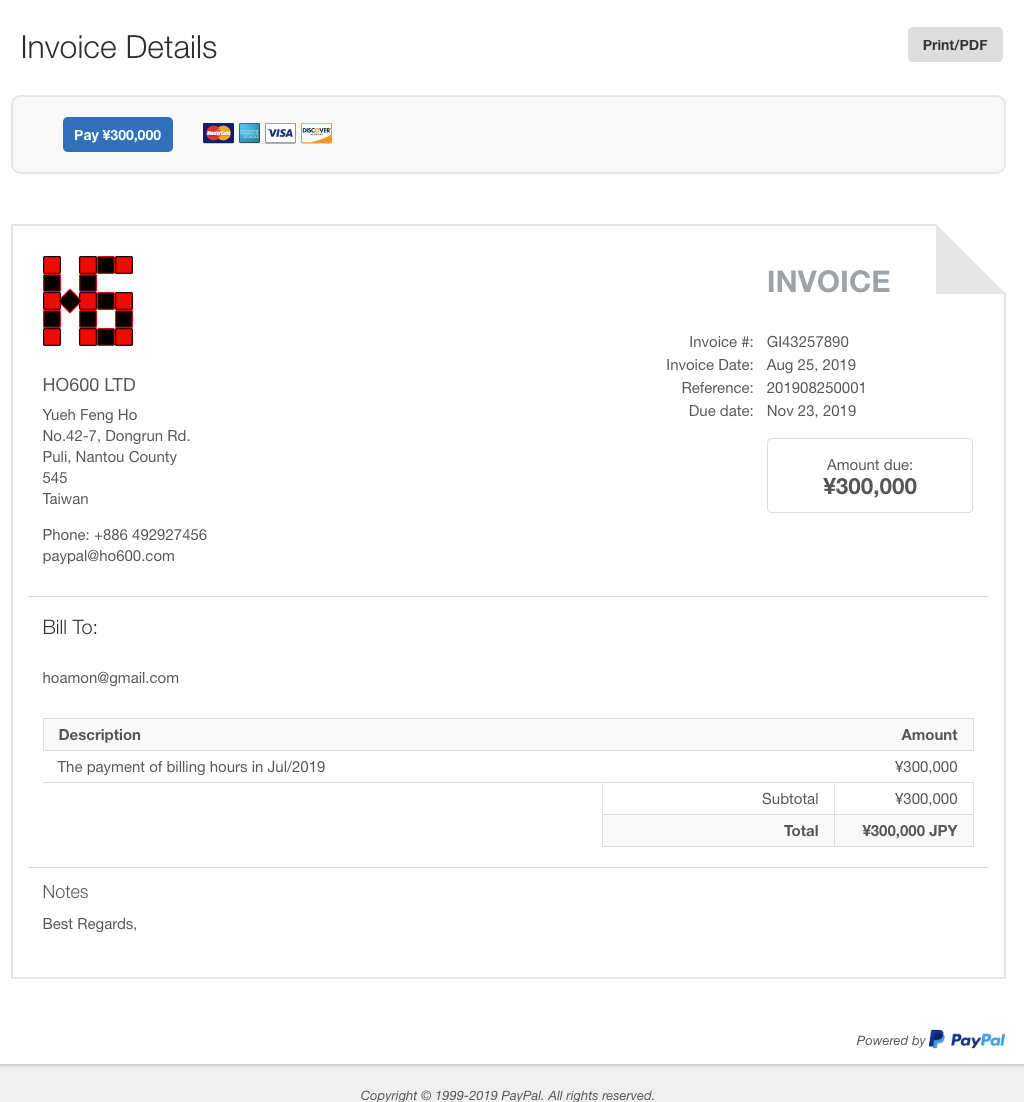 Invoice Details
Print/PDF
Pay ¥300,000
MasterCard
VISA
DISCOVER
INVOICE
Invoice #: GI43257890
Invoice Date: Aug 25, 2019
Reference: 201908250001
Due date: Nov 23, 2019
Amount due:
¥300,000
HO600 LTD
Yueh Feng Ho
No.42-7, Dongrun Rd.
Puli, Nantou County
545
Taiwan
Phone: +886 492927456
paypal@ho600.com
Bill To:
hoamon@gmail.com
Description Amount
The payment of billing hours in Jul/2019 ¥300,000
Subtotal ¥300,000
Total ¥300,000 JPY
Notes
Best Regards,
Powered by PayPal
Copyright © 1999-2019 PayPal. All rights reserved.